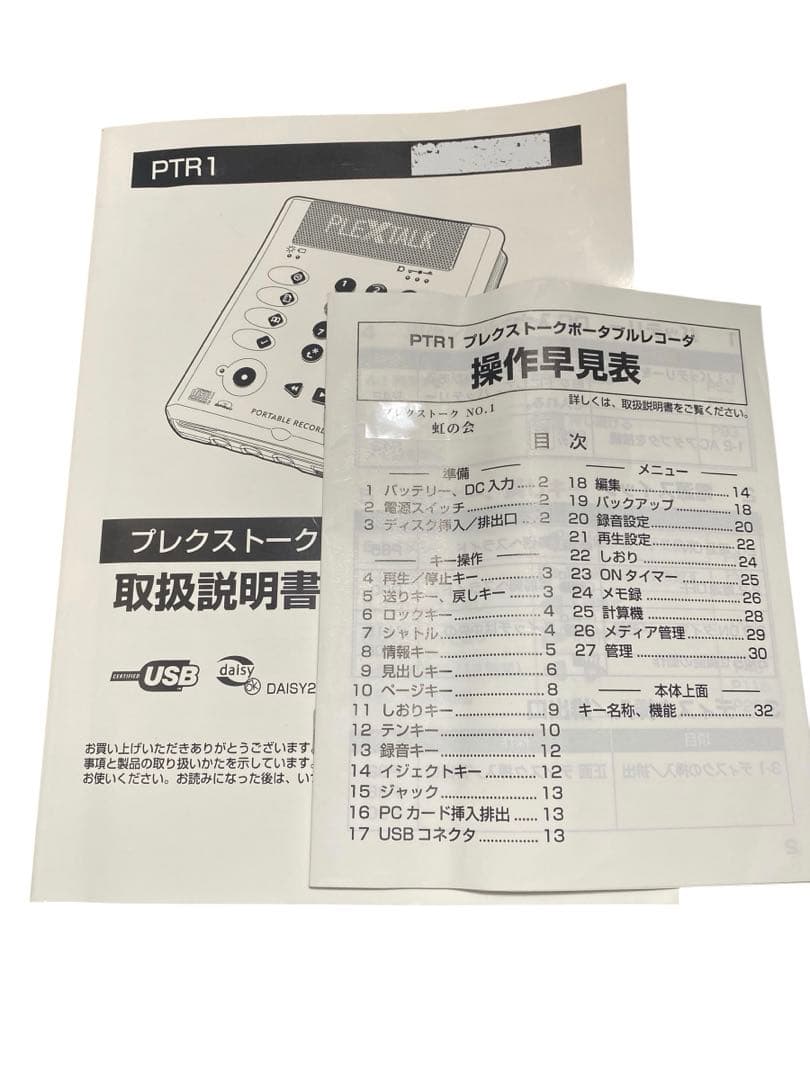 PTR1
PLEXTALK
PORTABLE RECOR
プレクストーク
取扱説明書
CERTIFIED USB
daisy
DAISY2
お買い上げいただきありがとうございます。
事項と製品の取り扱いかたを示しています。
お使いください。お読みになった後は、い
PTR1 プレクストークポータブルレコーダ
操作早見表
詳しくは、取扱説明書をご覧ください。
プレクストーク NO.1
虹の会
目 次
準備
1 バッテリー、DC入力 .... 2
2 電源スイッチ ................ 2
3 ディスク挿入／排出口 .. 2
キー操作
4 再生／停止キー ............ 3
5 送りキー、戻しキー ...... 3
6 ロックキー .................... 4
7 シャトル ........................ 4
8 情報キー ........................ 5
9 見出しキー .................... 6
10 ページキー .................... 8
11 しおりキー .................... 9
12 テンキー ........................ 10
13 録音キー ........................ 12
14 イジェクトキー ............ 12
15 ジャック ........................ 13
16 PCカード挿入排出 ...... 13
17 USBコネクタ ................ 13
メニュー
18 編集 ........................ 14
19 バックアップ ............ 18
20 録音設定 .................... 20
21 再生設定 .................... 22
22 しおり ........................ 24
23 ONタイマー ............ 25
24 メモ録 ........................ 26
25 計算機 ........................ 28
26 メディア管理 ............ 29
27 管理 ........................ 30
本体上面
キー名称、機能 ................ 32